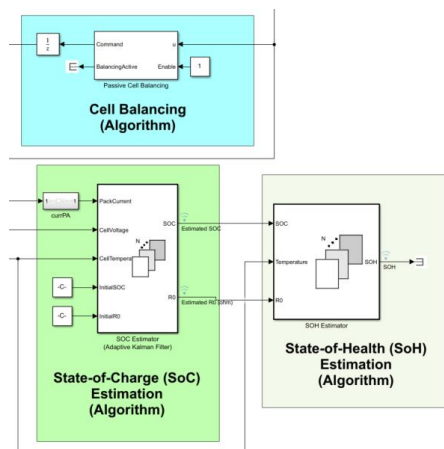 1
z
Command
u
BalancingActive
Enable
1
Passive Cell Balancing
Cell Balancing
(Algorithm)
1
PackCurrent
currPA
N
SOC
Estimated SOC
CellVoltage
CellTemperat
-C-
InitialSOC
R0
Estimated R0 (ohm)
-C-
InitialR0
SOC Estimator
(Adaptive Kalman Filter)
State-of-Charge (SoC)
Estimation
(Algorithm)
SOC
N
Temperature
SOH
SOH
R0
SOH Estimator
State-of-Health (SoH)
Estimation
(Algorithm)